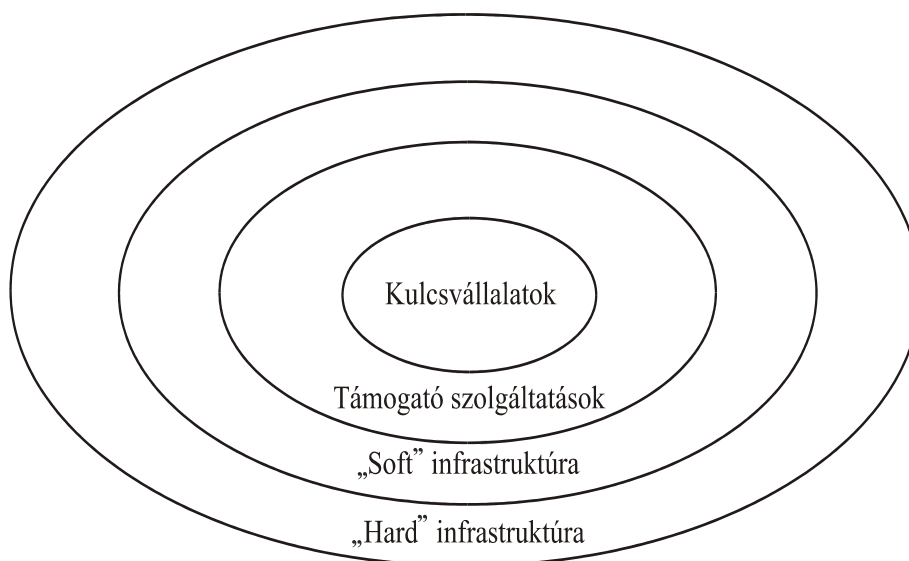 Kulcsvállalatok
Támogató szolgáltatások
„Soft” infrastruktúra
„Hard” infrastruktúra